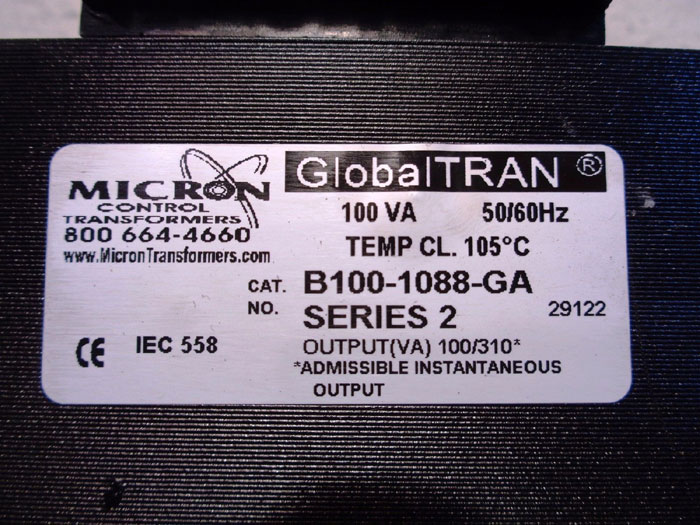 MICRON
CONTROL
TRANSFORMERS
800 664-4660
www.MicronTransformers.com
GlobalTRAN ®
100 VA 50/60Hz
TEMP CL. 105°C
CAT. NO. B100-1088-GA
SERIES 2 29122
CE IEC 558
OUTPUT(VA) 100/310*
*ADMISSIBLE INSTANTANEOUS
OUTPUT